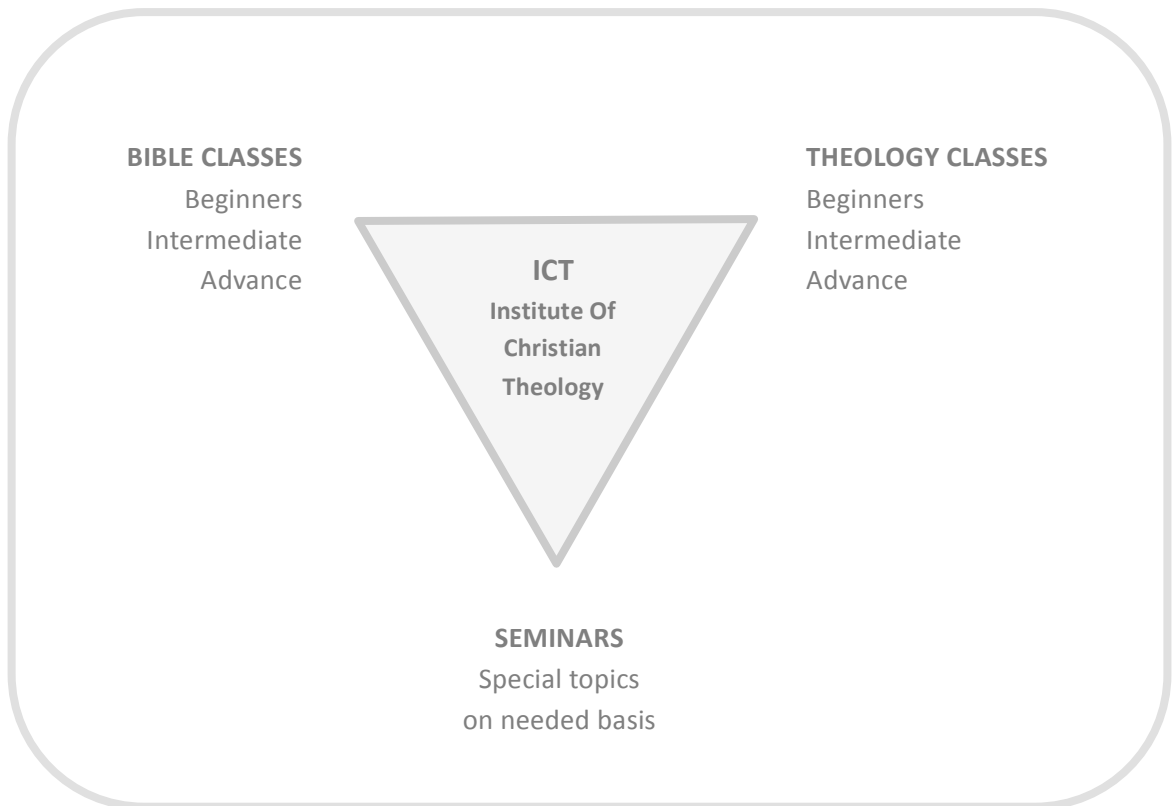 BIBLE CLASSES
Beginners
Intermediate
Advance
THEOLOGY CLASSES
Beginners
Intermediate
Advance
ICT
Institute Of
Christian
Theology
SEMINARS
Special topics
on needed basis